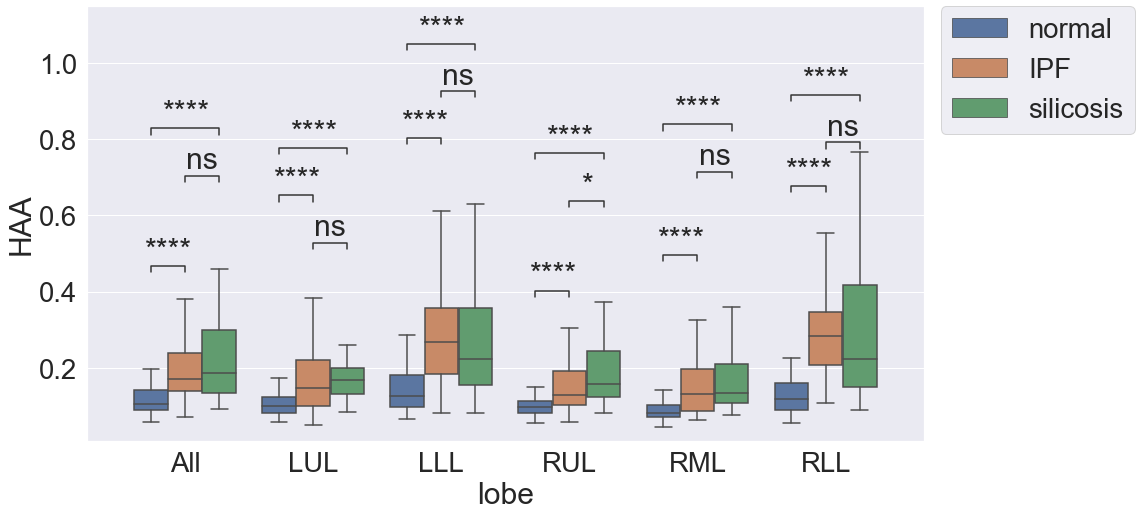 normal
IPF
silicosis
HAA
1.0
0.8
0.6
0.4
0.2
****
ns
****
****
****
ns
****
ns
****
****
*
****
****
ns
****
****
ns
****
All
LUL
LLL
RUL
RML
RLL
lobe